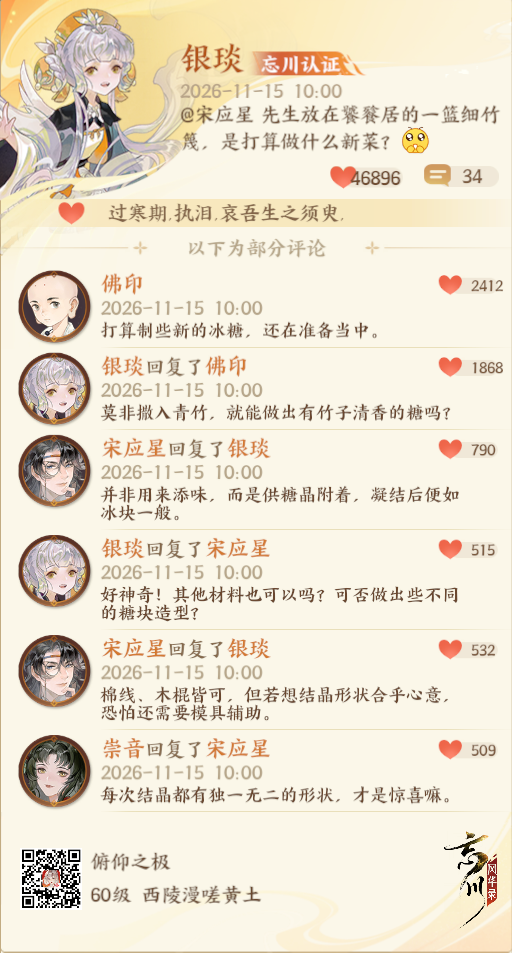 银琰 忘川认证
2026-11-15 10:00
@宋应星 先生放在饕餮居的一篮细竹
篾，是打算做什么新菜？
46896 34
过寒期,执泪,哀吾生之须臾,
以下为部分评论
佛印 2412
2026-11-15 10:00
打算制些新的冰糖，还在准备当中。
银琰回复了佛印 1868
2026-11-15 10:00
莫非撒入青竹，就能做出有竹子清香的糖吗？
宋应星回复了银琰 790
2026-11-15 10:00
并非用来添味，而是供糖晶附着，凝结后便如
冰块一般。
银琰回复了宋应星 515
2026-11-15 10:00
好神奇！其他材料也可以吗？可否做出些不同
的糖块造型？
宋应星回复了银琰 532
2026-11-15 10:00
棉线、木棍皆可，但若想结晶形状合乎心意，
恐怕还需要模具辅助。
崇音回复了宋应星 509
2026-11-15 10:00
每次结晶都有独一无二的形状，才是惊喜嘛。
俯仰之极
60级 西陵漫嗟黄土
忘川
风华录